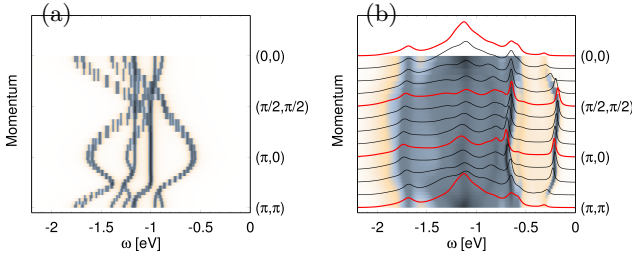 (a)
(b)
Momentum
(0,0)
(π/2,π/2)
(π,0)
(π,π)
-2
-1.5
-1
-0.5
0
ω [eV]
Momentum
(0,0)
(π/2,π/2)
(π,0)
(π,π)
-2
-1.5
-1
-0.5
0
ω [eV]